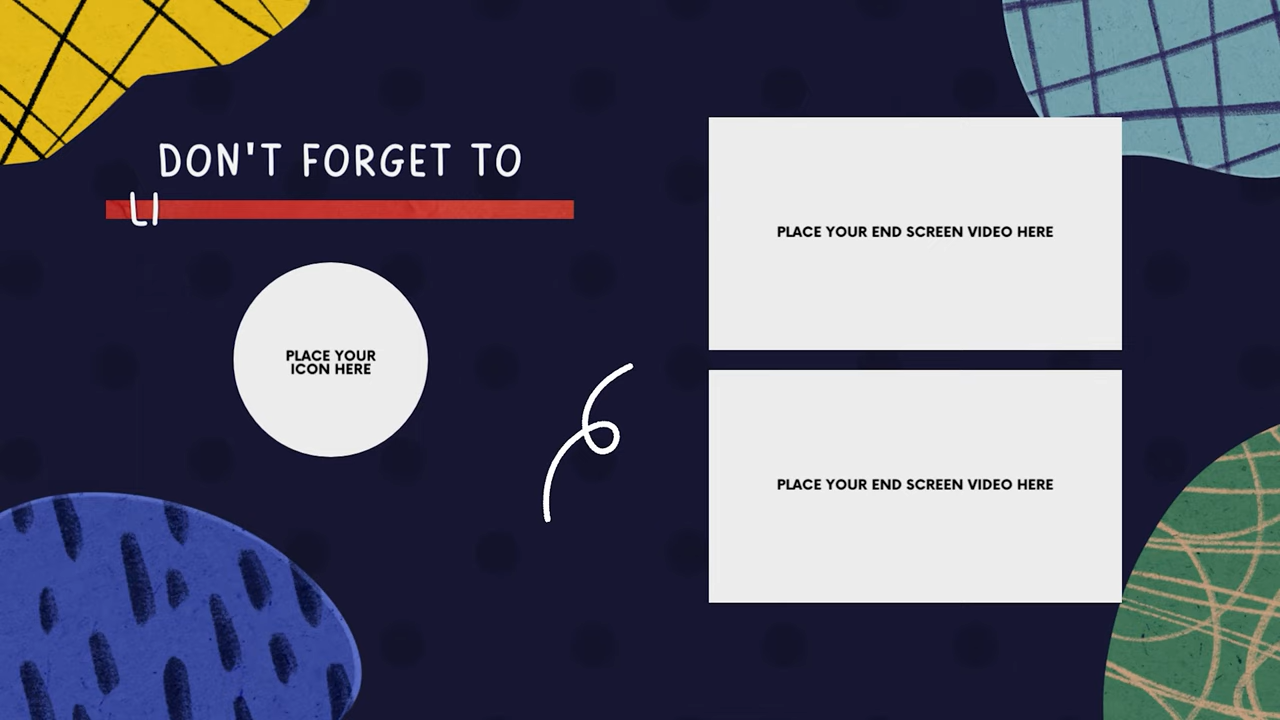 DON'T FORGET TO
LI
PLACE YOUR
ICON HERE
PLACE YOUR END SCREEN VIDEO HERE
PLACE YOUR END SCREEN VIDEO HERE